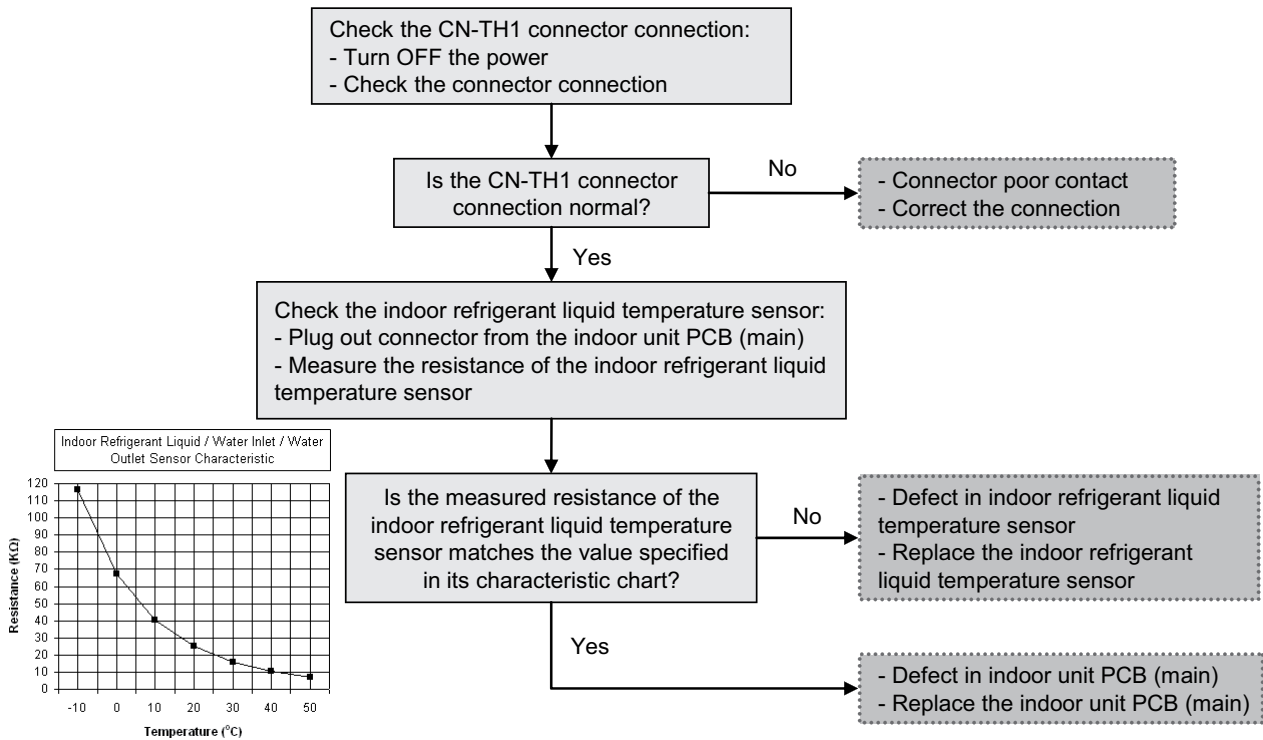 Check the CN-TH1 connector connection:
- Turn OFF the power
- Check the connector connection
Is the CN-TH1 connector
connection normal?
No
- Connector poor contact
- Correct the connection
Yes
Check the indoor refrigerant liquid temperature sensor:
- Plug out connector from the indoor unit PCB (main)
- Measure the resistance of the indoor refrigerant liquid
temperature sensor
Indoor Refrigerant Liquid / Water Inlet / Water
Outlet Sensor Characteristic
Resistance (KΩ)
120
110
100
90
80
70
60
50
40
30
20
10
0
-10 0 10 20 30 40 50
Temperature (°C)
Is the measured resistance of the
indoor refrigerant liquid temperature
sensor matches the value specified
in its characteristic chart?
No
- Defect in indoor refrigerant liquid
temperature sensor
- Replace the indoor refrigerant
liquid temperature sensor
Yes
- Defect in indoor unit PCB (main)
- Replace the indoor unit PCB (main)